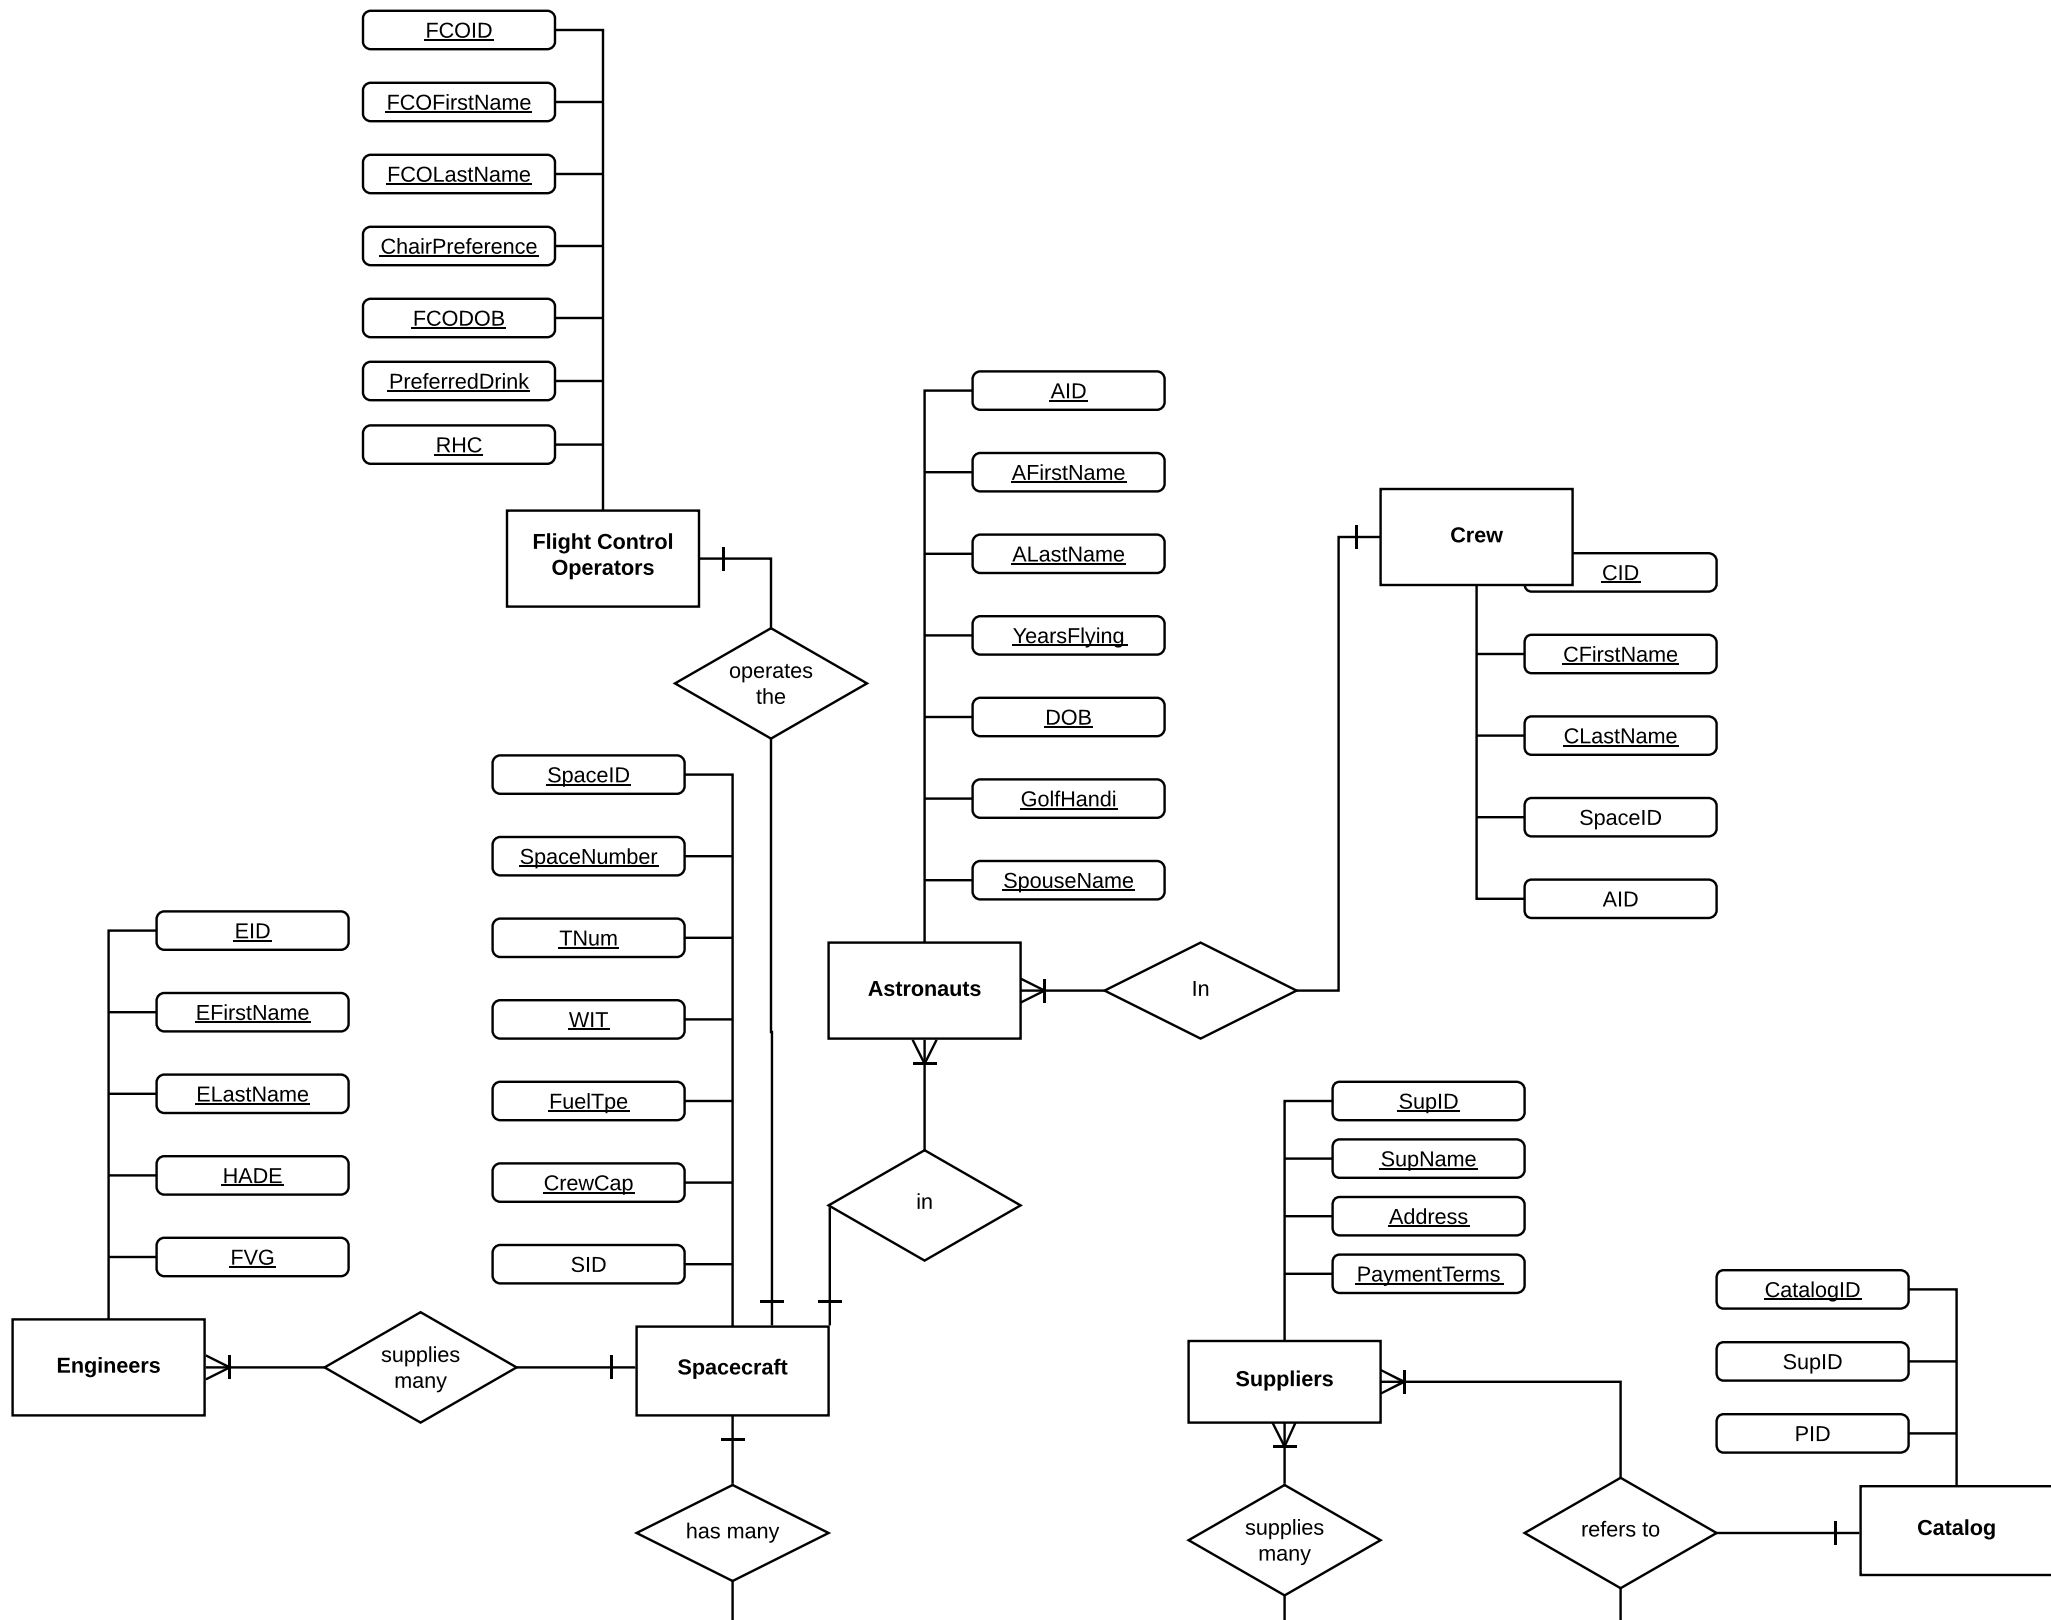 FCOID
FCOFirstName
FCOLastName
ChairPreference
FCODOB
PreferredDrink
RHC
Flight Control
Operators
operates
the
AID
AFirstName
ALastName
YearsFlying
DOB
GolfHandi
SpouseName
Astronauts
In
Crew
CID
CFirstName
CLastName
SpaceID
AID
SpaceID
SpaceNumber
TNum
WIT
FuelTpe
CrewCap
SID
EID
EFirstName
ELastName
HADE
FVG
Engineers
supplies
many
Spacecraft
in
has many
SupID
SupName
Address
PaymentTerms
Suppliers
supplies
many
refers to
CatalogID
SupID
PID
Catalog